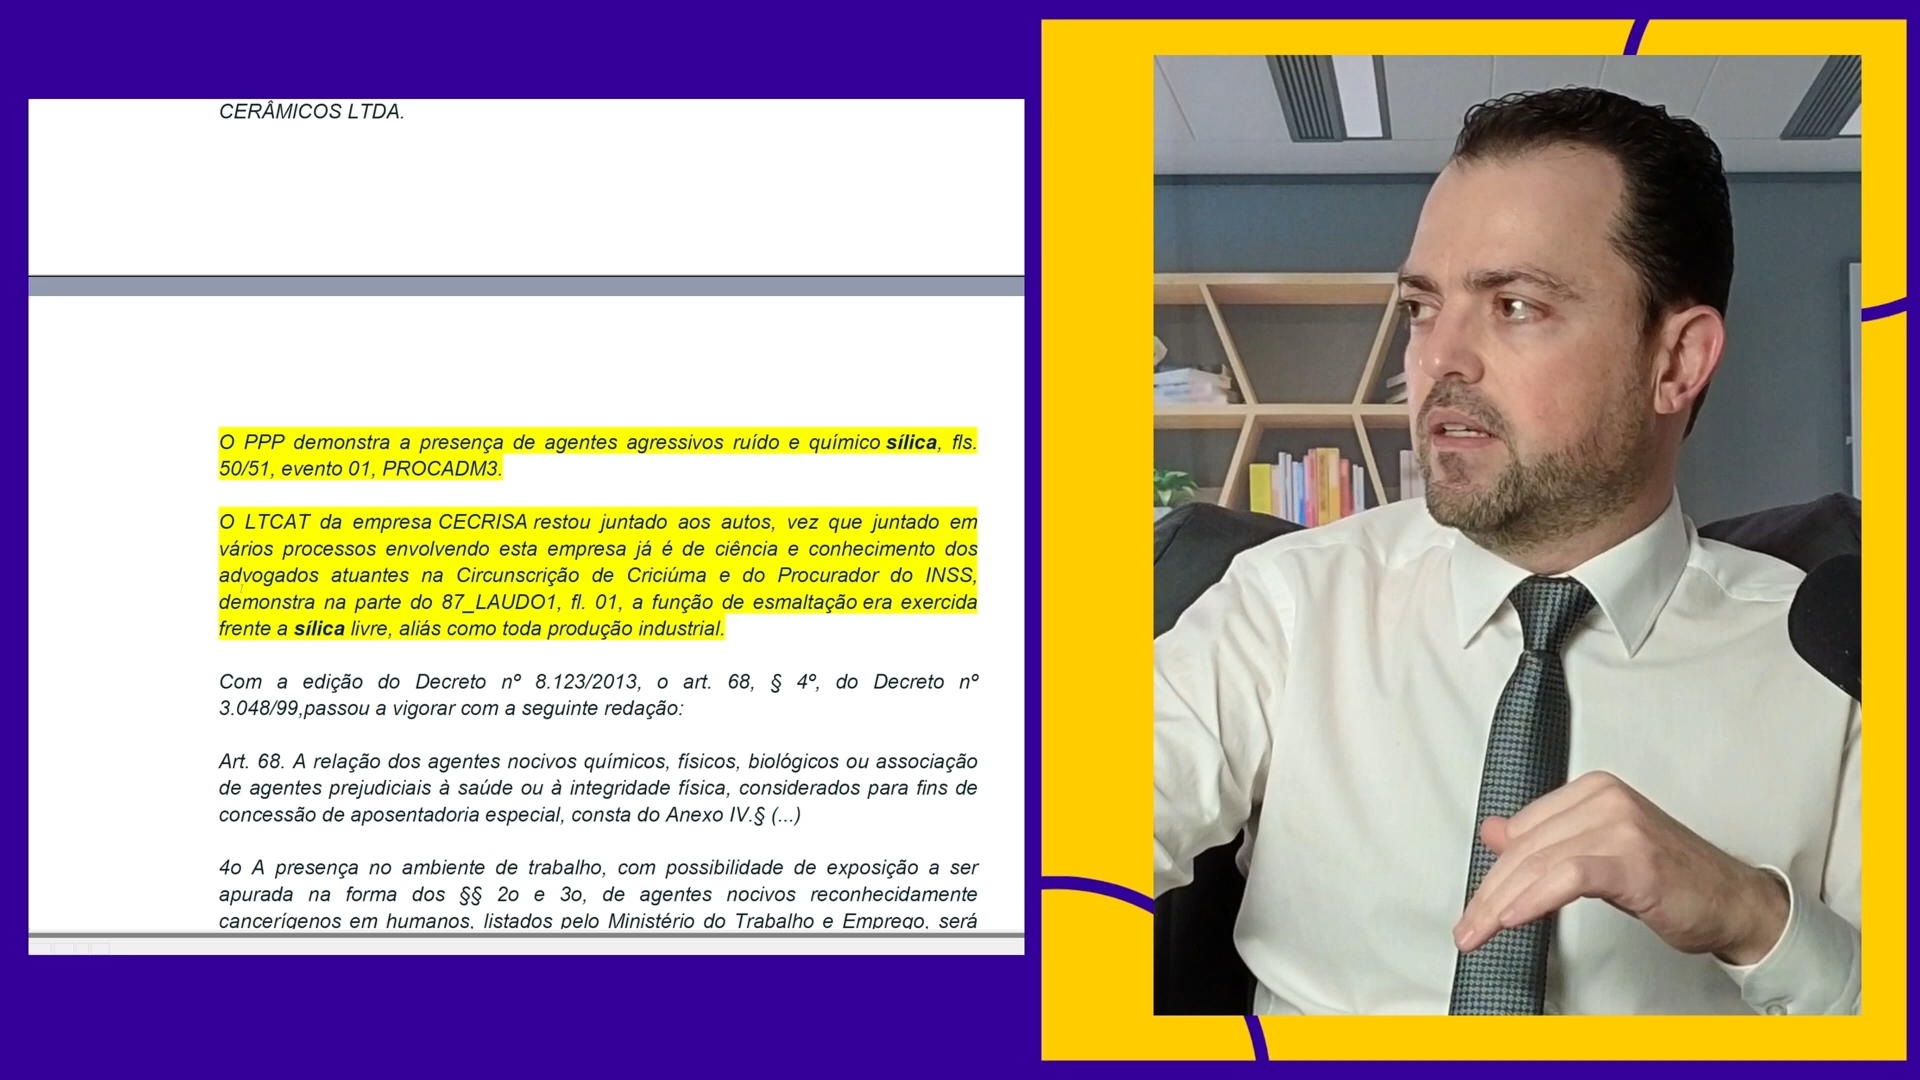 CERÂMICOS LTDA.
O PPP demonstra a presença de agentes agressivos ruído e químico sílica, fls.
50/51, evento 01, PROCADM3.
O LTCAT da empresa CECRISA restou juntado aos autos, vez que juntado em
vários processos envolvendo esta empresa já é de ciência e conhecimento dos
advogados atuantes na Circunscrição de Criciúma e do Procurador do INSS,
demonstra na parte do 87_LAUDO1, fl. 01, a função de esmaltação era exercida
frente a sílica livre, aliás como toda produção industrial.
Com a edição do Decreto nº 8.123/2013, o art. 68, § 4º, do Decreto nº
3.048/99,passou a vigorar com a seguinte redação:
Art. 68. A relação dos agentes nocivos químicos, físicos, biológicos ou associação
de agentes prejudiciais à saúde ou à integridade física, considerados para fins de
concessão de aposentadoria especial, consta do Anexo IV.§ (...)
4o A presença no ambiente de trabalho, com possibilidade de exposição a ser
apurada na forma dos §§ 2o e 3o, de agentes nocivos reconhecidamente
cancerígenos em humanos, listados pelo Ministério do Trabalho e Emprego, será